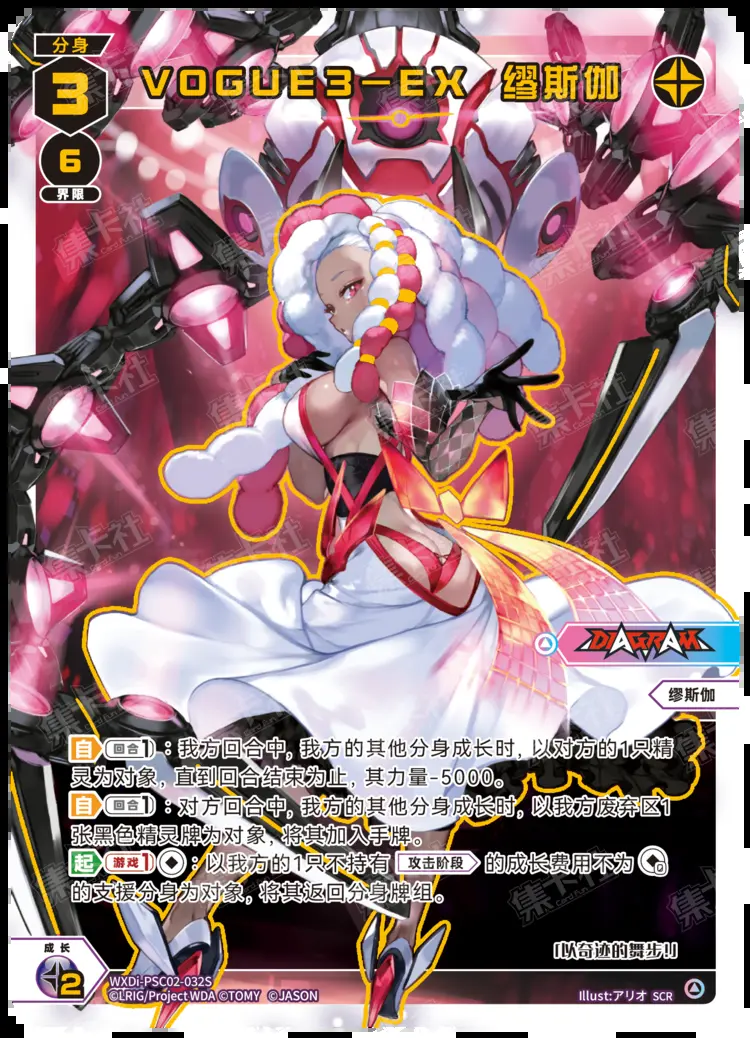 分身
3
VOGUE3-EX 缪斯伽
6
界限
DIAGRAM
缪斯伽
自 回合1：我方回合中，我方的其他分身成长时，以对方的1只精
灵为对象，直到回合结束为止，其力量-5000。
自 回合1：对方回合中，我方的其他分身成长时，以我方废弃区1
张黑色精灵牌为对象，将其加入手牌。
起 游戏1：以我方的1只不持有 攻击阶段 的成长费用不为0
的支援分身为对象，将其返回分身牌组。
「以奇迹的舞步!」
成长
2
WXDi-PSC02-032S
©LRIG/Project WDA ©TOMY ©JASON
Illust:アリオ SCR
集卡社